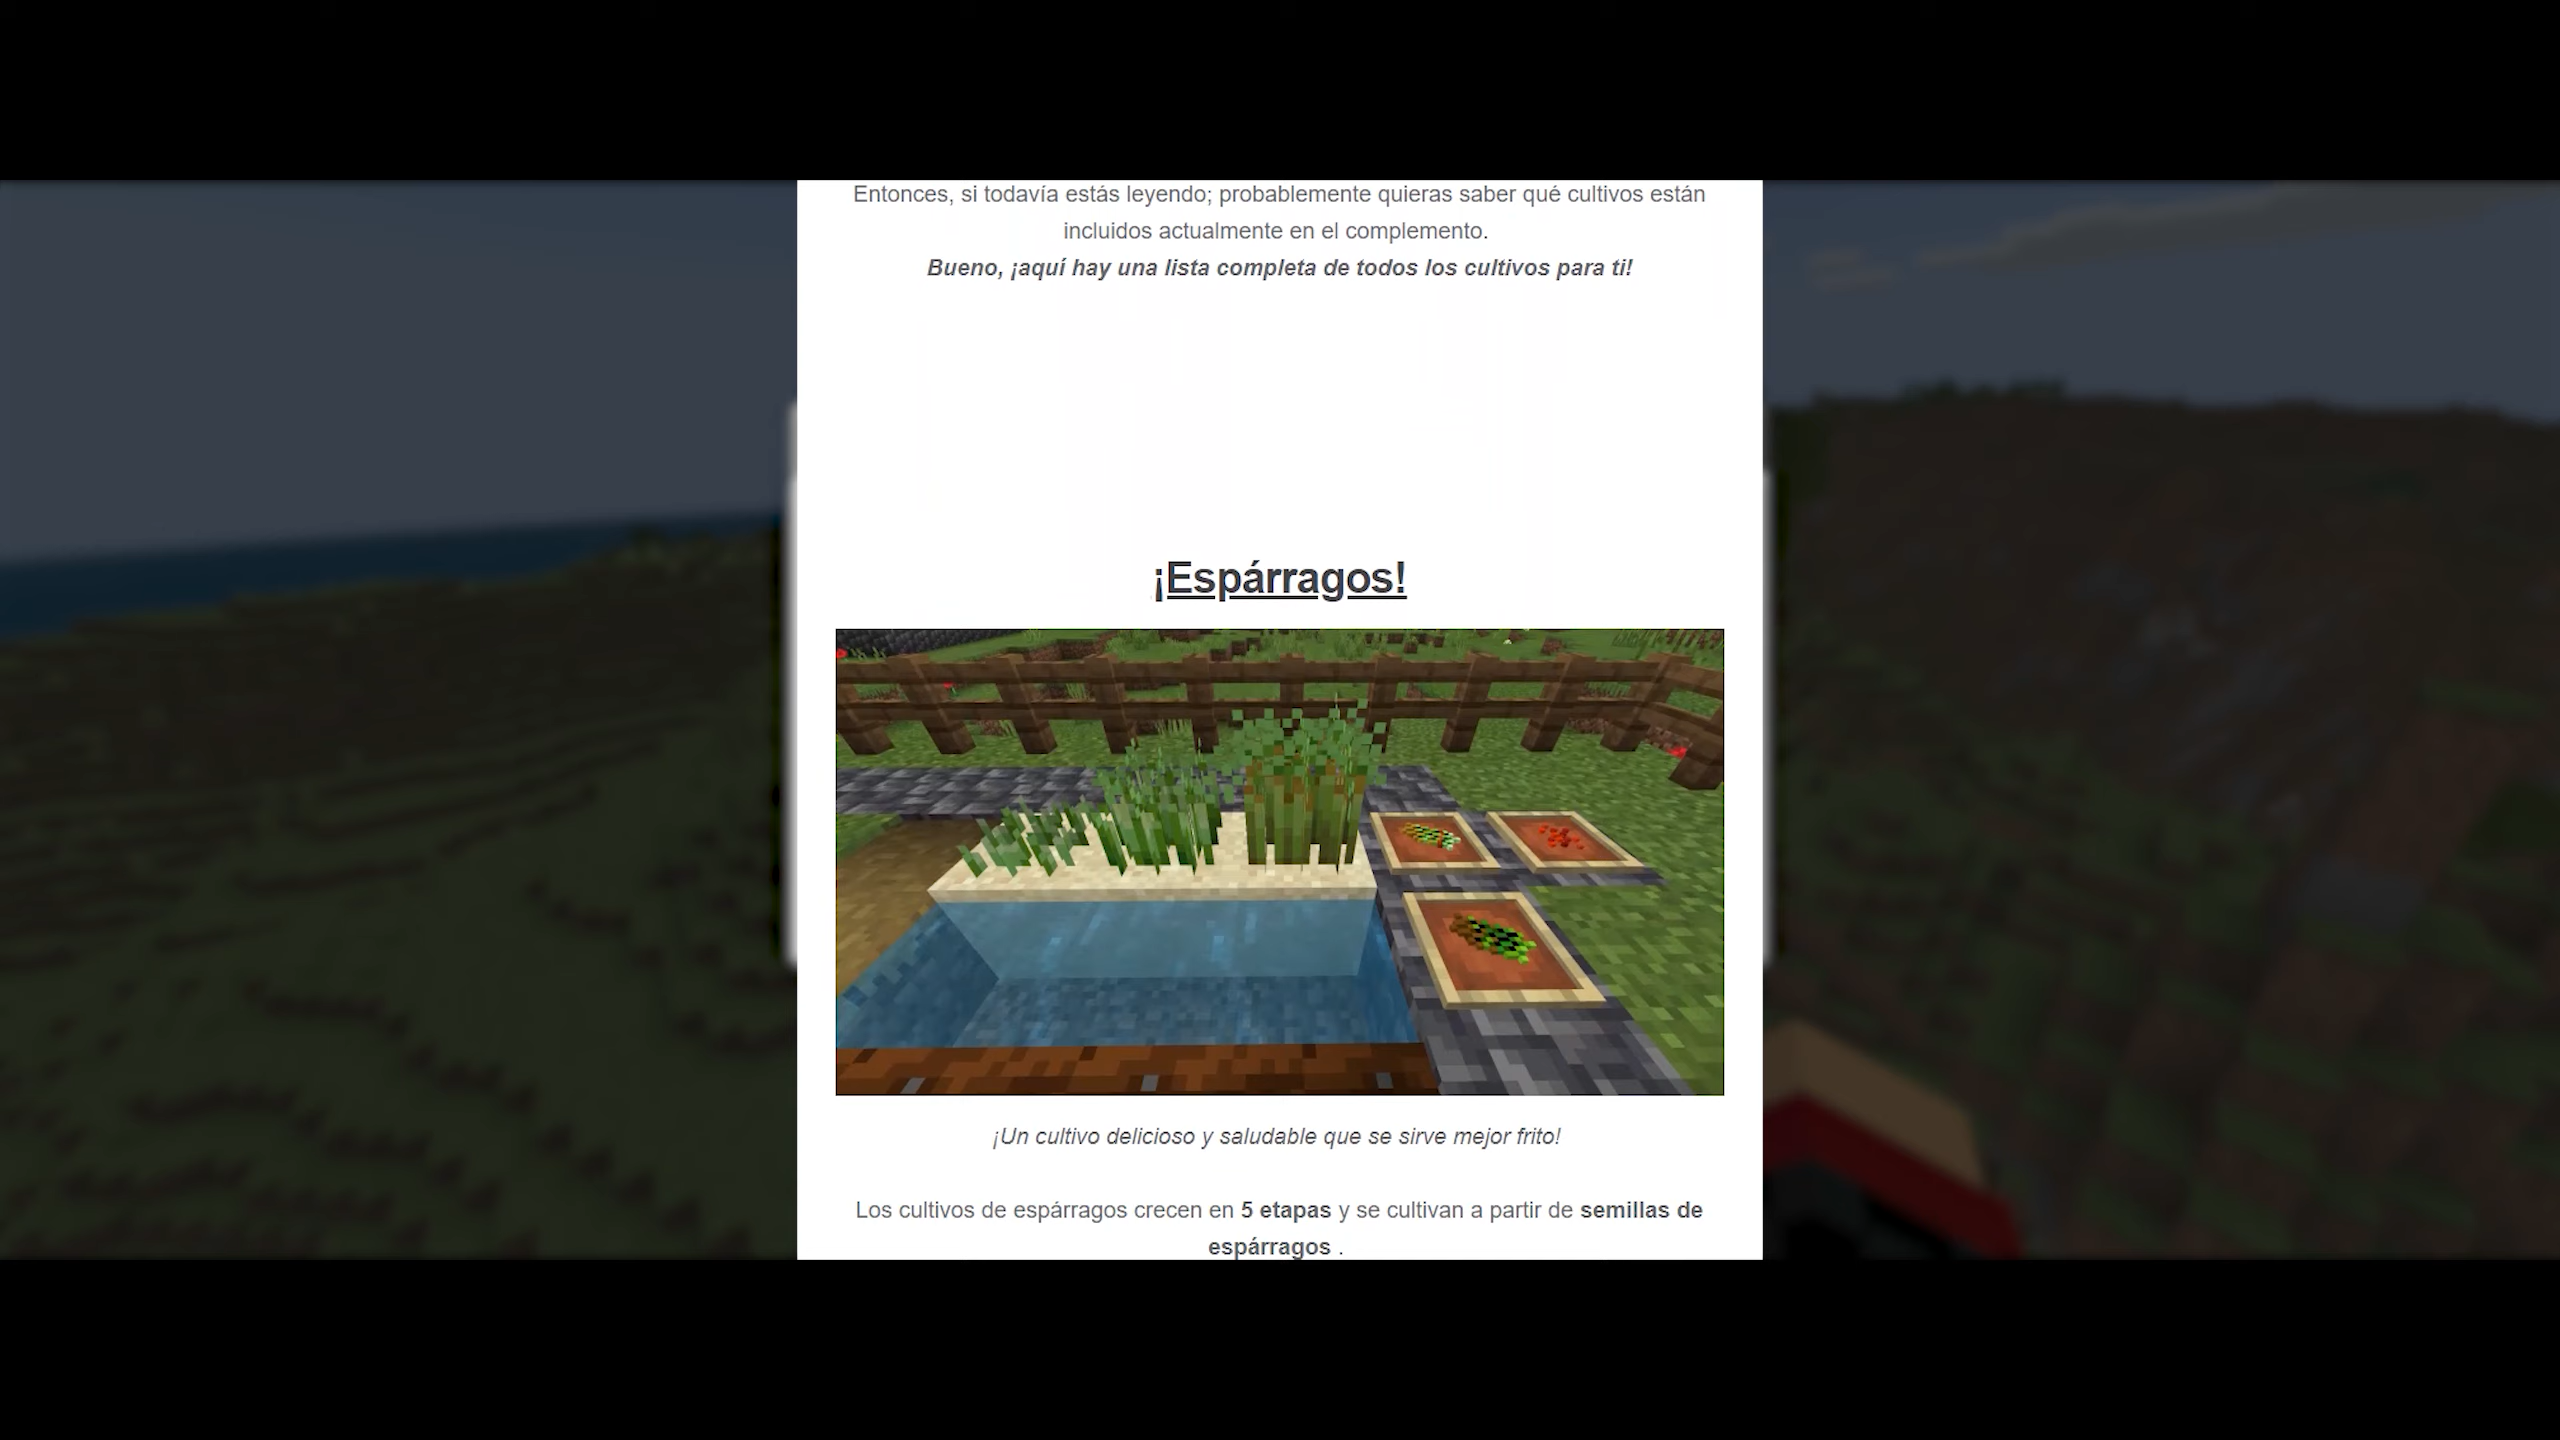 Entonces, si todavía estás leyendo; probablemente quieras saber qué cultivos están
incluidos actualmente en el complemento.
Bueno, ¡aquí hay una lista completa de todos los cultivos para ti!
¡Espárragos!
¡Un cultivo delicioso y saludable que se sirve mejor frito!
Los cultivos de espárragos crecen en 5 etapas y se cultivan a partir de semillas de
espárragos .